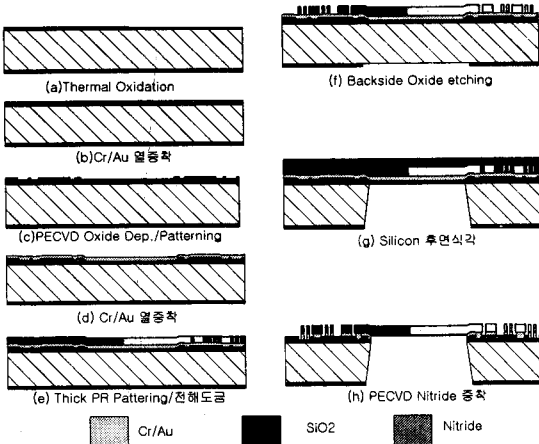 (a)Thermal Oxidation
(b)Cr/Au 열증착
(c)PECVD Oxide Dep./Patterning
(d) Cr/Au 열증착
(e) Thick PR Pattering/전해도금
(f) Backside Oxide etching
(g) Silicon 후면식각
(h) PECVD Nitride 증착
Cr/Au
SiO2
Nitride